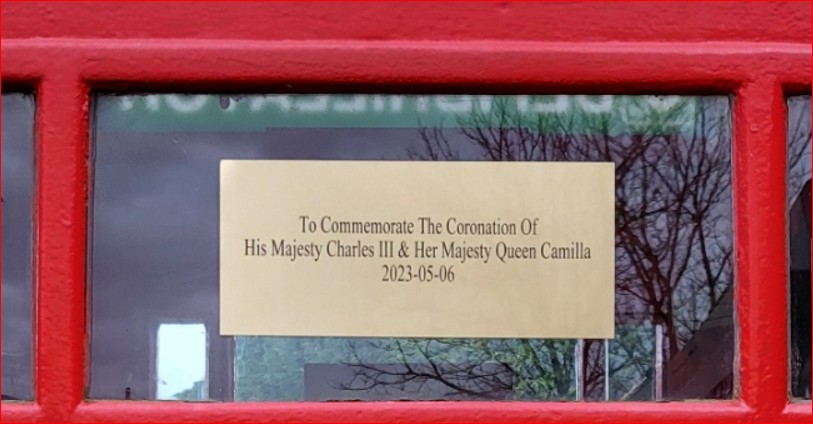 To Commemorate The Coronation Of
His Majesty Charles III & Her Majesty Queen Camilla
2023-05-06